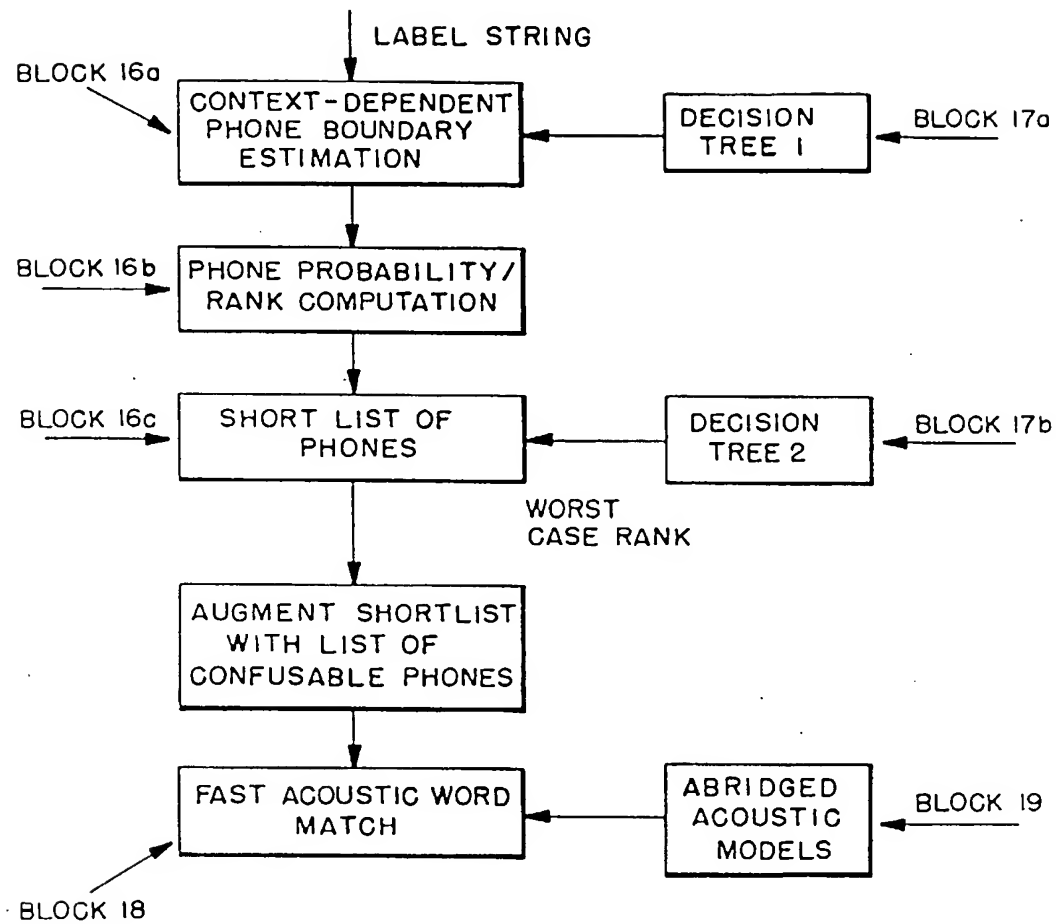 LABEL STRING
BLOCK 16a
CONTEXT-DEPENDENT
PHONE BOUNDARY
ESTIMATION
DECISION
TREE 1
BLOCK 17a
BLOCK 16b
PHONE PROBABILITY/
RANK COMPUTATION
BLOCK 16c
SHORT LIST OF
PHONES
DECISION
TREE 2
BLOCK 17b
WORST
CASE RANK
AUGMENT SHORTLIST
WITH LIST OF
CONFUSABLE PHONES
FAST ACOUSTIC WORD
MATCH
ABRIDGED
ACOUSTIC
MODELS
BLOCK 19
BLOCK 18